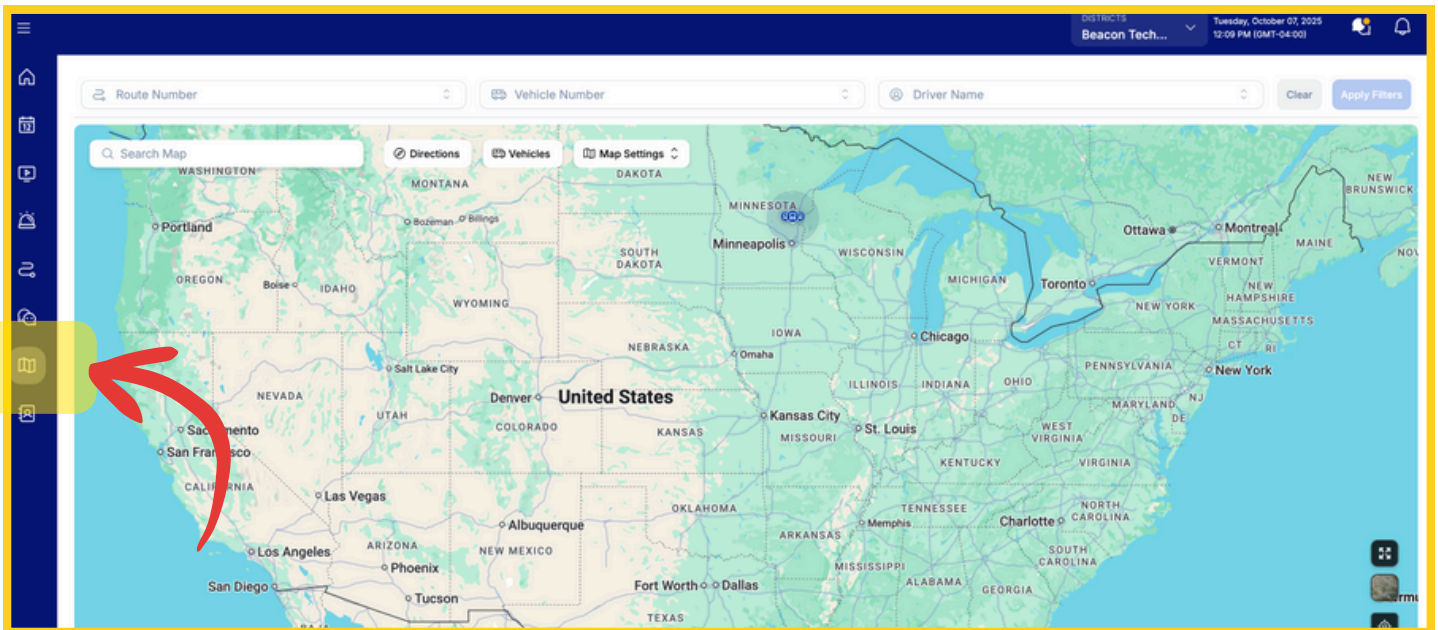 DISTRICTS
Beacon Tech...
Tuesday, October 07, 2025
12:09 PM (GMT-04:00)
Route Number
Vehicle Number
Driver Name
Clear
Apply Filters
12
Search Map
Directions
Vehicles
Map Settings
WASHINGTON
MONTANA
DAKOTA
NEW
BRUNSWICK
MINNESOTA
Bozeman
Billings
Portland
Ottawa
Montreal
Minneapolis
WISCONSIN
MAINE
NOV
SOUTH
DAKOTA
VERMONT
OREGON
Boise
IDAHO
MICHIGAN
Toronto
NEW
HAMPSHIRE
WYOMING
NEW YORK
MASSACHUSETTS
IOWA
Chicago
CT
RI
NEBRASKA
Omaha
Salt Lake City
PENNSYLVANIA
New York
ILLINOIS
INDIANA
OHIO
NEVADA
Denver
United States
MARYLAND
NJ
DE
UTAH
COLORADO
KANSAS
Kansas City
MISSOURI
St. Louis
WEST
VIRGINIA
San Francisco
KENTUCKY
VIRGINIA
Las Vegas
OKLAHOMA
TENNESSEE
NORTH
CAROLINA
Albuquerque
Memphis
Charlotte
ARKANSAS
Los Angeles
ARIZONA
NEW MEXICO
SOUTH
CAROLINA
Phoenix
MISSISSIPPI
San Diego
Fort Worth
Dallas
ALABAMA
GEORGIA
Tucson
TEXAS